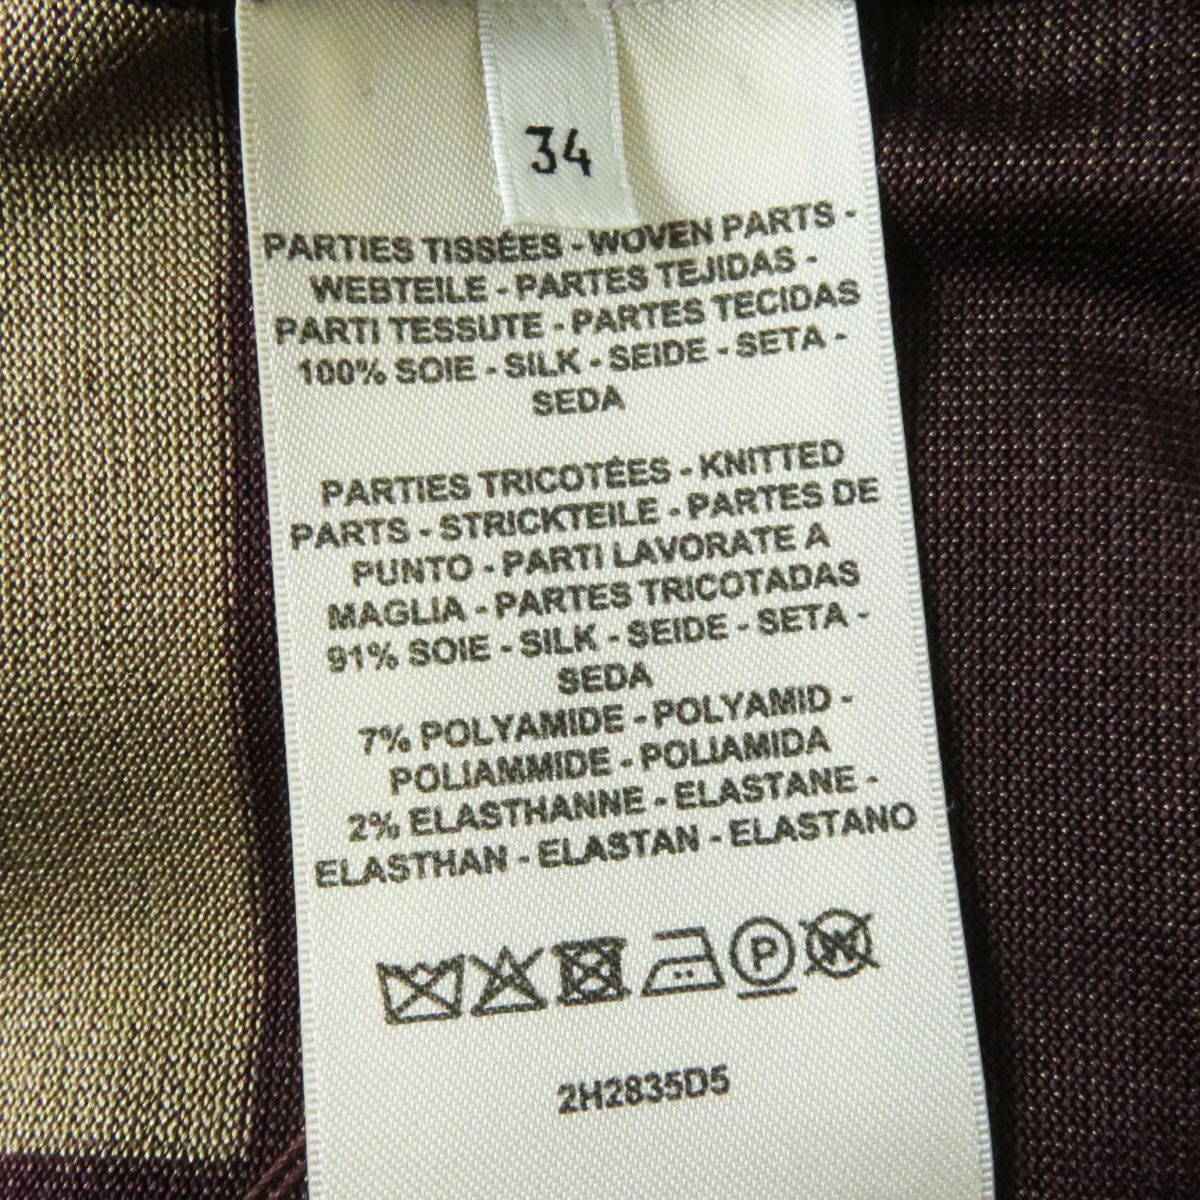 34
PARTIES TISSÉES - WOVEN PARTS -
WEBTEILE - PARTES TEJIDAS -
PARTI TESSUTE - PARTES TECIDAS
100% SOIE - SILK - SEIDE - SETA -
SEDA
PARTIES TRICOTÉES - KNITTED
PARTS - STRICKTEILE - PARTES DE
PUNTO - PARTI LAVORATE A
MAGLIA - PARTES TRICOTADAS
91% SOIE - SILK - SEIDE - SETA -
SEDA
7% POLYAMIDE - POLYAMID -
POLIAMMIDE - POLIAMIDA
2% ELASTHANNE - ELASTANE -
ELASTHAN - ELASTAN - ELASTANO
P W
2H2835D5